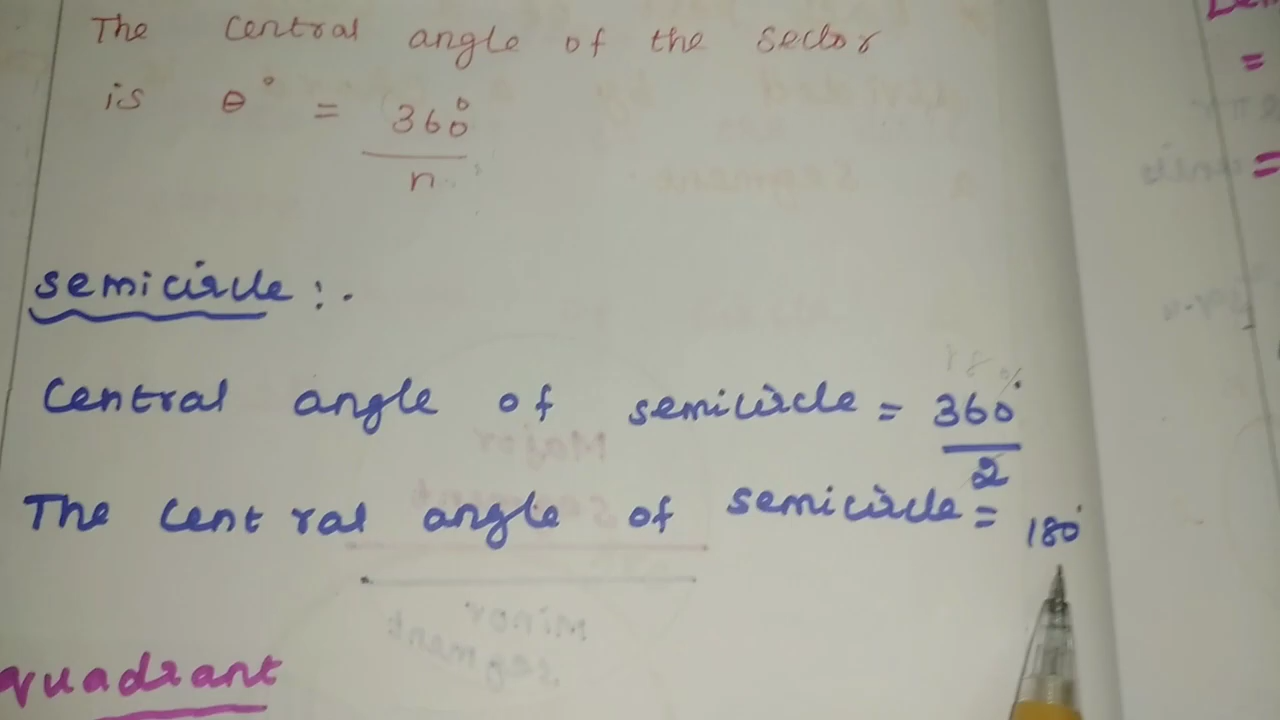 The central angle of the sector
is θ° = 360°
n
semicircle :.
Central angle of semicircle = 360°
2
The central angle of semicircle = 180°
quadrant